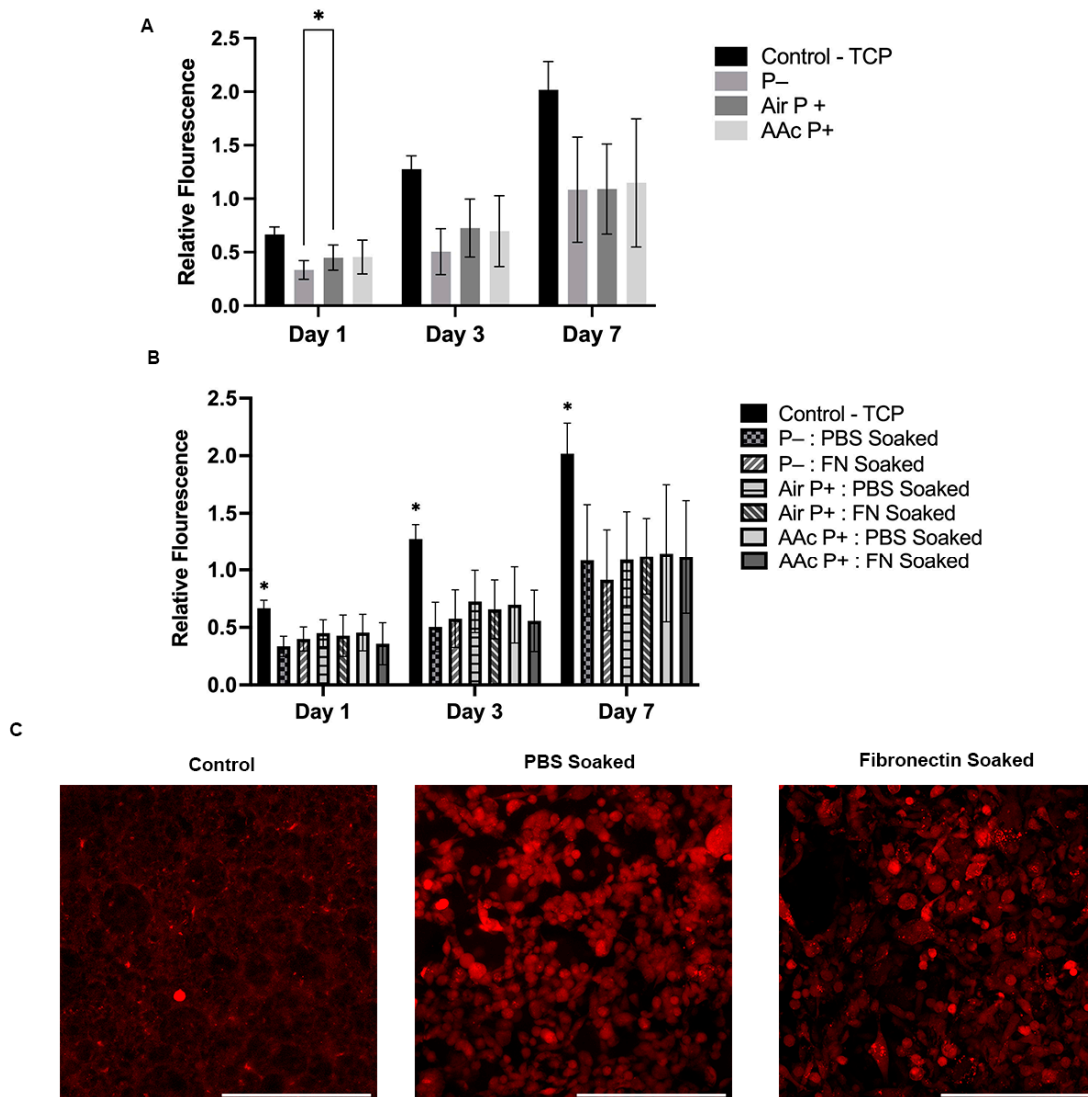 A
*
2.5
2.0
1.5
1.0
0.5
0.0
Relative Flourescence
Day 1
Day 3
Day 7
Control - TCP
P–
Air P +
AAc P+
B
2.5
2.0
1.5
1.0
0.5
0.0
Relative Flourescence
*
*
*
Day 1
Day 3
Day 7
Control - TCP
P– : PBS Soaked
P– : FN Soaked
Air P+ : PBS Soaked
Air P+ : FN Soaked
AAc P+ : PBS Soaked
AAc P+ : FN Soaked
C
Control
PBS Soaked
Fibronectin Soaked